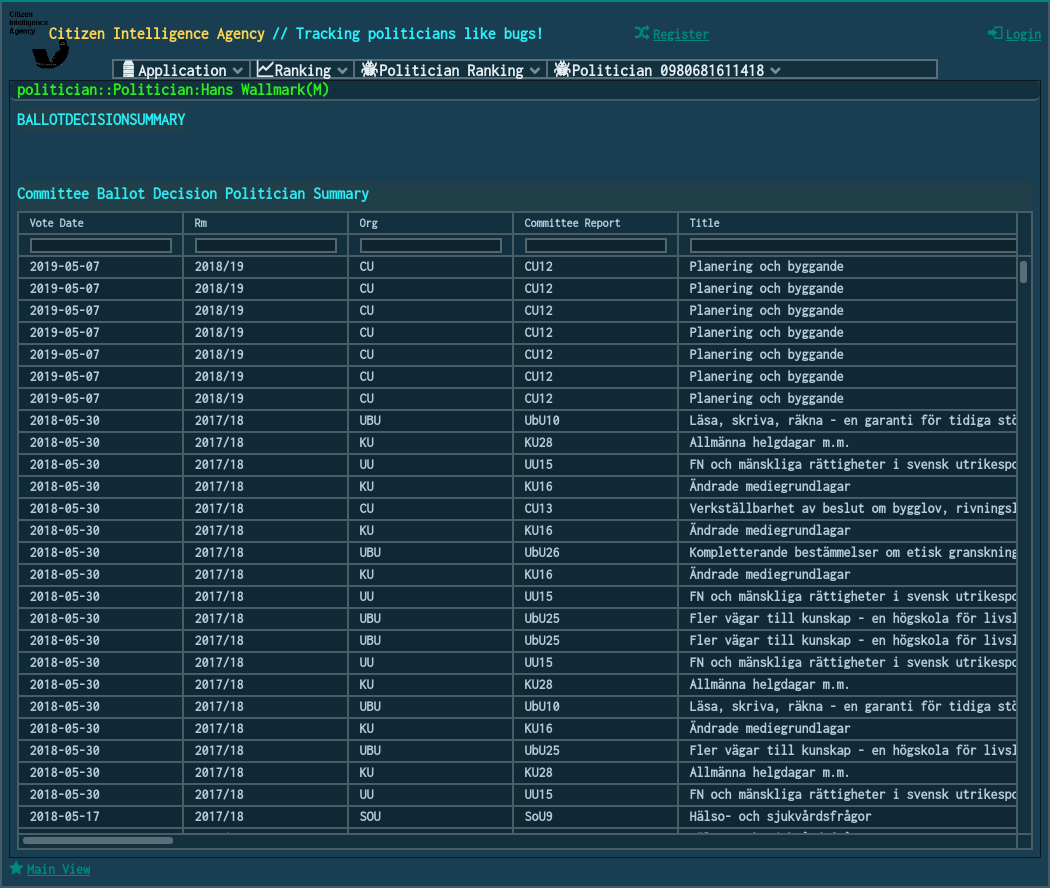 Citizen
Intelligence
Agency
Citizen Intelligence Agency // Tracking politicians like bugs!
Register
Login
Application
Ranking
Politician Ranking
Politician 0980681611418
politician::Politician:Hans Wallmark(M)
BALLOTDECISIONSUMMARY
Committee Ballot Decision Politician Summary
Vote Date Rm Org Committee Report Title
2019-05-07 2018/19 CU CU12 Planering och byggande
2019-05-07 2018/19 CU CU12 Planering och byggande
2019-05-07 2018/19 CU CU12 Planering och byggande
2019-05-07 2018/19 CU CU12 Planering och byggande
2019-05-07 2018/19 CU CU12 Planering och byggande
2019-05-07 2018/19 CU CU12 Planering och byggande
2019-05-07 2018/19 CU CU12 Planering och byggande
2018-05-30 2017/18 UBU UbU10 Läsa, skriva, räkna - en garanti för tidiga stö
2018-05-30 2017/18 KU KU28 Allmänna helgdagar m.m.
2018-05-30 2017/18 UU UU15 FN och mänskliga rättigheter i svensk utrikespo
2018-05-30 2017/18 KU KU16 Ändrade mediegrundlagar
2018-05-30 2017/18 CU CU13 Verkställbarhet av beslut om bygglov, rivningsl
2018-05-30 2017/18 KU KU16 Ändrade mediegrundlagar
2018-05-30 2017/18 UBU UbU26 Kompletterande bestämmelser om etisk granskning
2018-05-30 2017/18 KU KU16 Ändrade mediegrundlagar
2018-05-30 2017/18 UU UU15 FN och mänskliga rättigheter i svensk utrikespo
2018-05-30 2017/18 UBU UbU25 Fler vägar till kunskap - en högskola för livsl
2018-05-30 2017/18 UBU UbU25 Fler vägar till kunskap - en högskola för livsl
2018-05-30 2017/18 UU UU15 FN och mänskliga rättigheter i svensk utrikespo
2018-05-30 2017/18 KU KU28 Allmänna helgdagar m.m.
2018-05-30 2017/18 UBU UbU10 Läsa, skriva, räkna - en garanti för tidiga stö
2018-05-30 2017/18 KU KU16 Ändrade mediegrundlagar
2018-05-30 2017/18 UBU UbU25 Fler vägar till kunskap - en högskola för livsl
2018-05-30 2017/18 KU KU28 Allmänna helgdagar m.m.
2018-05-30 2017/18 UU UU15 FN och mänskliga rättigheter i svensk utrikespo
2018-05-17 2017/18 SOU SoU9 Hälso- och sjukvårdsfrågor
Main View